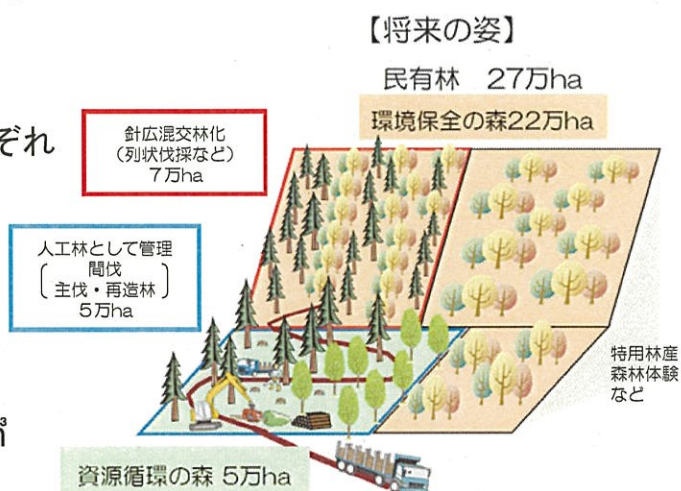 【将来の姿】
民有林 27万ha
環境保全の森22万ha
ぞれ
針広混交林化
(列状伐採など)
7万ha
人工林として管理
間伐
主伐・再造林
5万ha
特用林産
森林体験
など
㎥
資源循環の森 5万ha